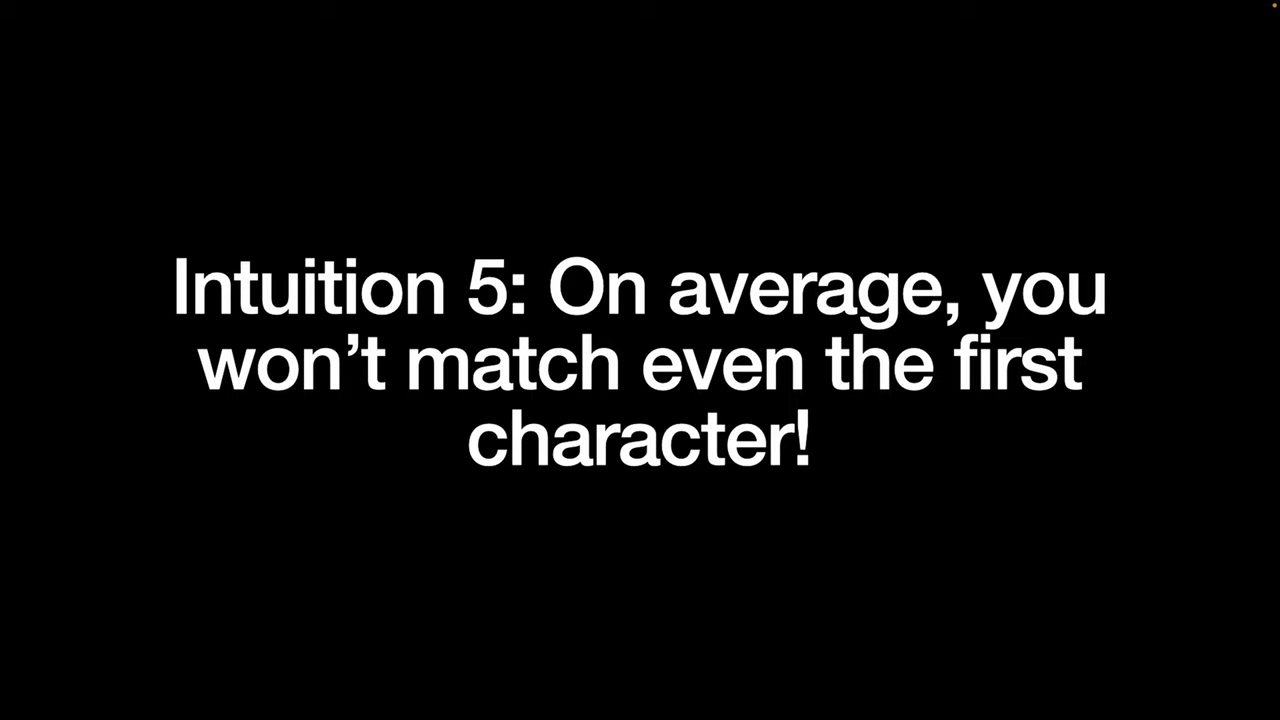 Intuition 5: On average, you
won’t match even the first
character!